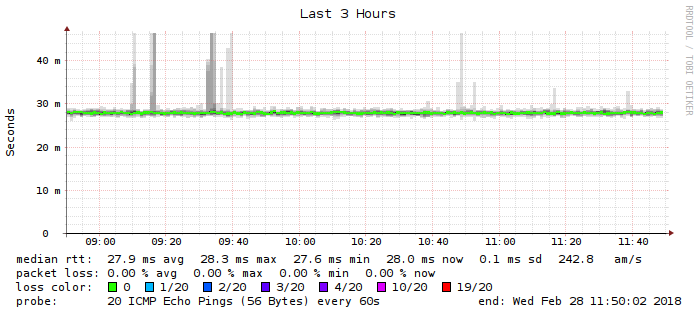 Last 3 Hours
RRDTOOL / TOBI OETIKER
Seconds
40 m
30 m
20 m
10 m
0
09:00 09:20 09:40 10:00 10:20 10:40 11:00 11:20 11:40
median rtt: 27.9 ms avg 28.3 ms max 27.6 ms min 28.0 ms now 0.1 ms sd 242.8 am/s
packet loss: 0.00 % avg 0.00 % max 0.00 % min 0.00 % now
loss color: 0 1/20 2/20 3/20 4/20 10/20 19/20
probe: 20 ICMP Echo Pings (56 Bytes) every 60s end: Wed Feb 28 11:50:02 2018